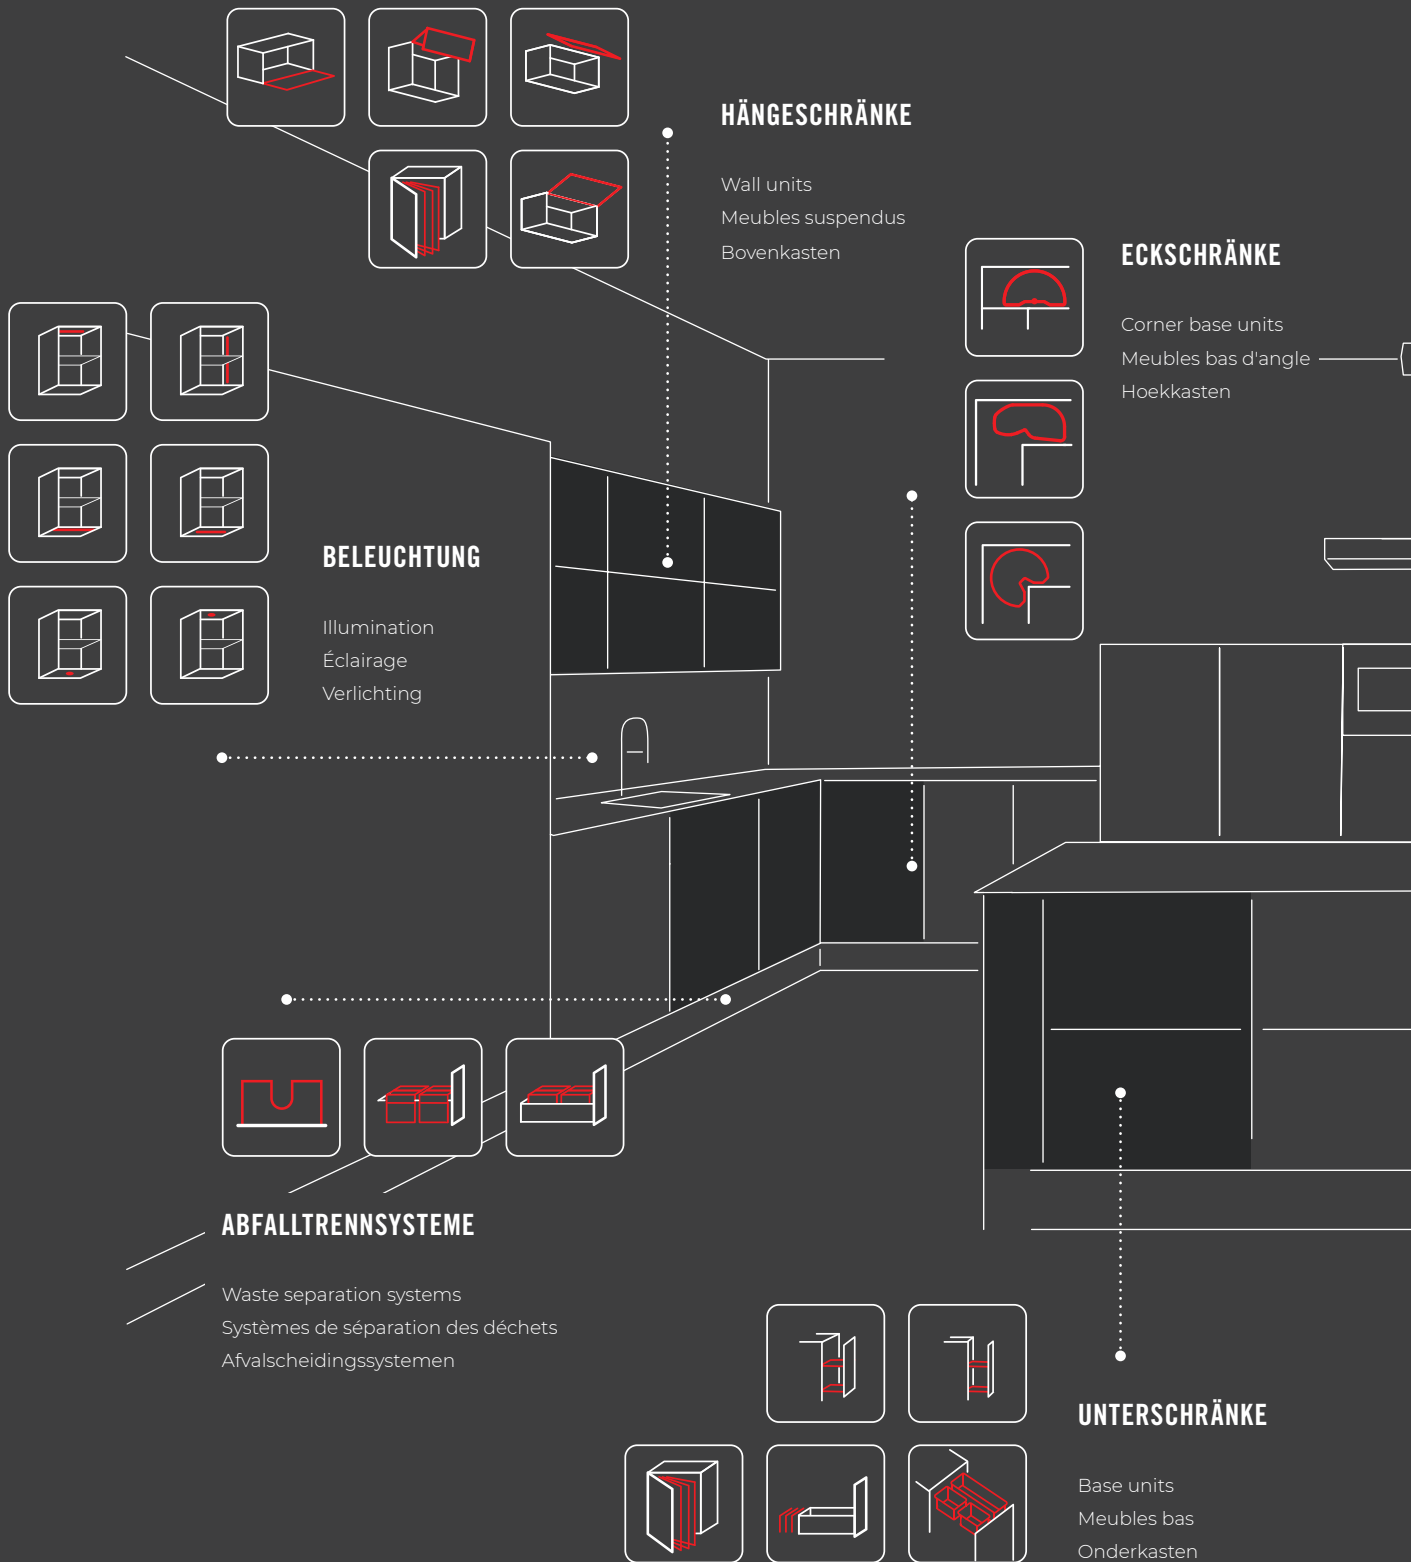 HÄNGESCHRÄNKE
Wall units
Meubles suspendus
Bovenkasten
ECKSCHRÄNKE
Corner base units
Meubles bas d'angle
Hoekkasten
BELEUCHTUNG
Illumination
Éclairage
Verlichting
ABFALLTRENNSYSTEME
Waste separation systems
Systèmes de séparation des déchets
Afvalscheidingssystemen
UNTERSCHRÄNKE
Base units
Meubles bas
Onderkasten